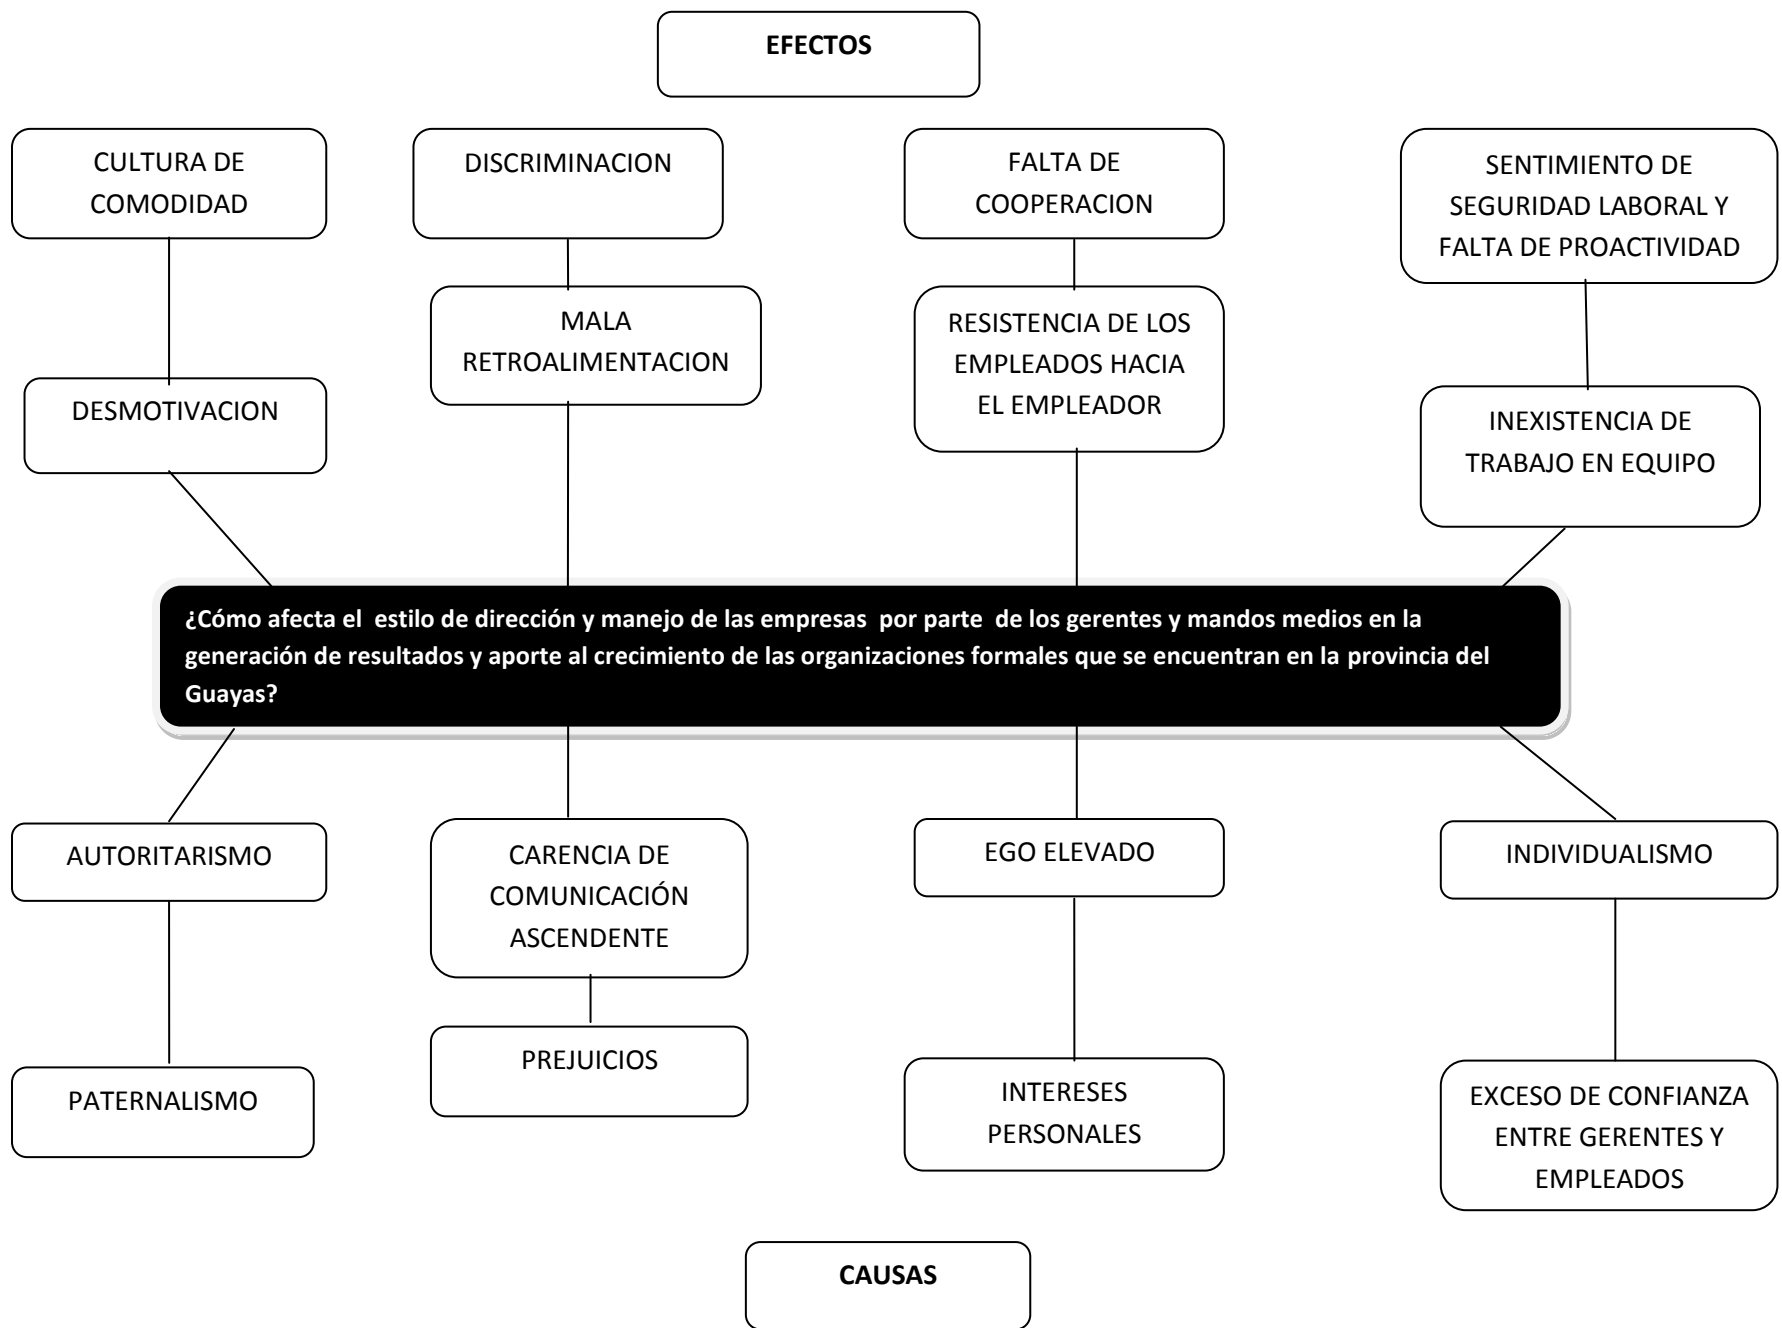 EFECTOS
CULTURA DE
COMODIDAD
DISCRIMINACION
FALTA DE
COOPERACION
SENTIMIENTO DE
SEGURIDAD LABORAL Y
FALTA DE PROACTIVIDAD
DESMOTIVACION
MALA
RETROALIMENTACION
RESISTENCIA DE LOS
EMPLEADOS HACIA
EL EMPLEADOR
INEXISTENCIA DE
TRABAJO EN EQUIPO
¿Cómo afecta el estilo de dirección y manejo de las empresas por parte de los gerentes y mandos medios en la
generación de resultados y aporte al crecimiento de las organizaciones formales que se encuentran en la provincia del
Guayas?
AUTORITARISMO
CARENCIA DE
COMUNICACIÓN
ASCENDENTE
EGO ELEVADO
INDIVIDUALISMO
PATERNALISMO
PREJUICIOS
INTERESES
PERSONALES
EXCESO DE CONFIANZA
ENTRE GERENTES Y
EMPLEADOS
CAUSAS